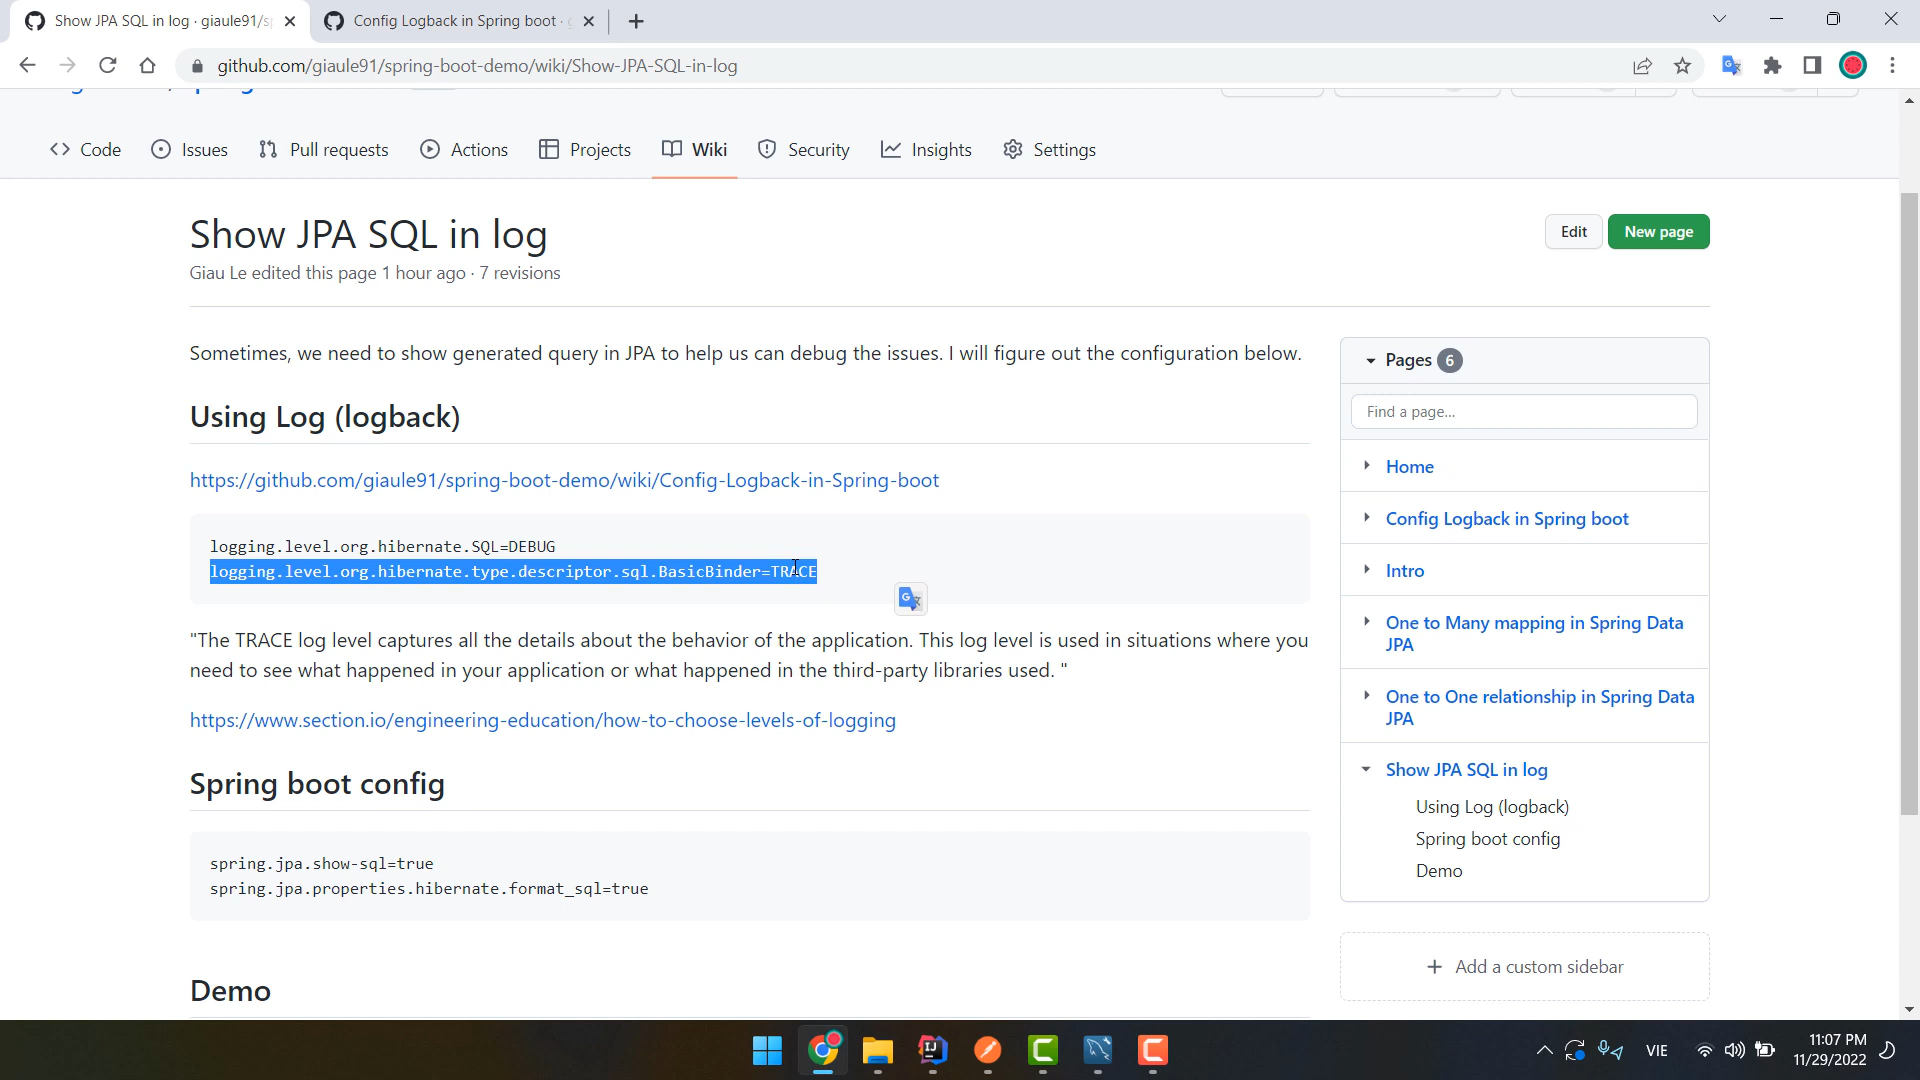 Show JPA SQL in log · giaule91/s
Config Logback in Spring boot ·
github.com/giaule91/spring-boot-demo/wiki/Show-JPA-SQL-in-log
Code
Issues
Pull requests
Actions
Projects
Wiki
Security
Insights
Settings
Show JPA SQL in log
Edit
New page
Giau Le edited this page 1 hour ago · 7 revisions
Sometimes, we need to show generated query in JPA to help us can debug the issues. I will figure out the configuration below.
Using Log (logback)
https://github.com/giaule91/spring-boot-demo/wiki/Config-Logback-in-Spring-boot
logging.level.org.hibernate.SQL=DEBUG
logging.level.org.hibernate.type.descriptor.sql.BasicBinder=TRACE
"The TRACE log level captures all the details about the behavior of the application. This log level is used in situations where you
need to see what happened in your application or what happened in the third-party libraries used. "
https://www.section.io/engineering-education/how-to-choose-levels-of-logging
Spring boot config
spring.jpa.show-sql=true
spring.jpa.properties.hibernate.format_sql=true
Demo
Pages 6
Find a page...
Home
Config Logback in Spring boot
Intro
One to Many mapping in Spring Data
JPA
One to One relationship in Spring Data
JPA
Show JPA SQL in log
Using Log (logback)
Spring boot config
Demo
Add a custom sidebar
VIE
11:07 PM
11/29/2022